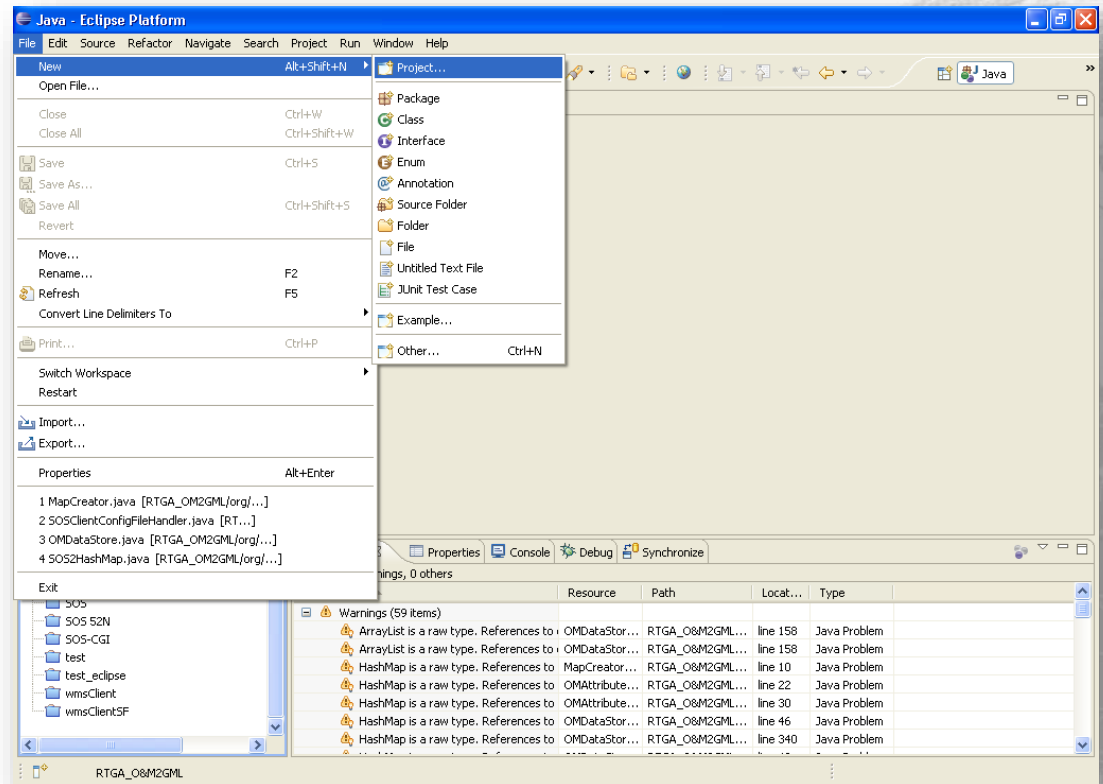 Java - Eclipse Platform
File Edit Source Refactor Navigate Search Project Run Window Help
Java »
New Alt+Shift+N
Open File...
Close Ctrl+W
Close All Ctrl+Shift+W
Save Ctrl+S
Save As...
Save All Ctrl+Shift+S
Revert
Move...
Rename... F2
Refresh F5
Convert Line Delimiters To
Print... Ctrl+P
Switch Workspace
Restart
Import...
Export...
Properties Alt+Enter
1 MapCreator.java [RTGA_OM2GML/org/...]
2 SOSClientConfigFileHandler.java [RT...]
3 OMDataStore.java [RTGA_OM2GML/org/...]
4 SOS2HashMap.java [RTGA_OM2GML/org/...]
Exit
Project...
Package
Class
Interface
Enum
Annotation
Source Folder
Folder
File
Untitled Text File
JUnit Test Case
Example...
Other... Ctrl+N
SOS
SOS 52N
SOS-CGI
test
test_eclipse
wmsClient
wmsClientSF
Properties Console Debug Synchronize
nings, 0 others
Resource Path Locat... Type
Warnings (59 items)
ArrayList is a raw type. References to OMDataStor... RTGA_O&M2GML... line 158 Java Problem
ArrayList is a raw type. References to OMDataStor... RTGA_O&M2GML... line 158 Java Problem
HashMap is a raw type. References to MapCreator... RTGA_O&M2GML... line 10 Java Problem
HashMap is a raw type. References to OMAttribute... RTGA_O&M2GML... line 22 Java Problem
HashMap is a raw type. References to OMAttribute... RTGA_O&M2GML... line 30 Java Problem
HashMap is a raw type. References to OMDataStor... RTGA_O&M2GML... line 46 Java Problem
HashMap is a raw type. References to OMDataStor... RTGA_O&M2GML... line 340 Java Problem
RTGA_O&M2GML